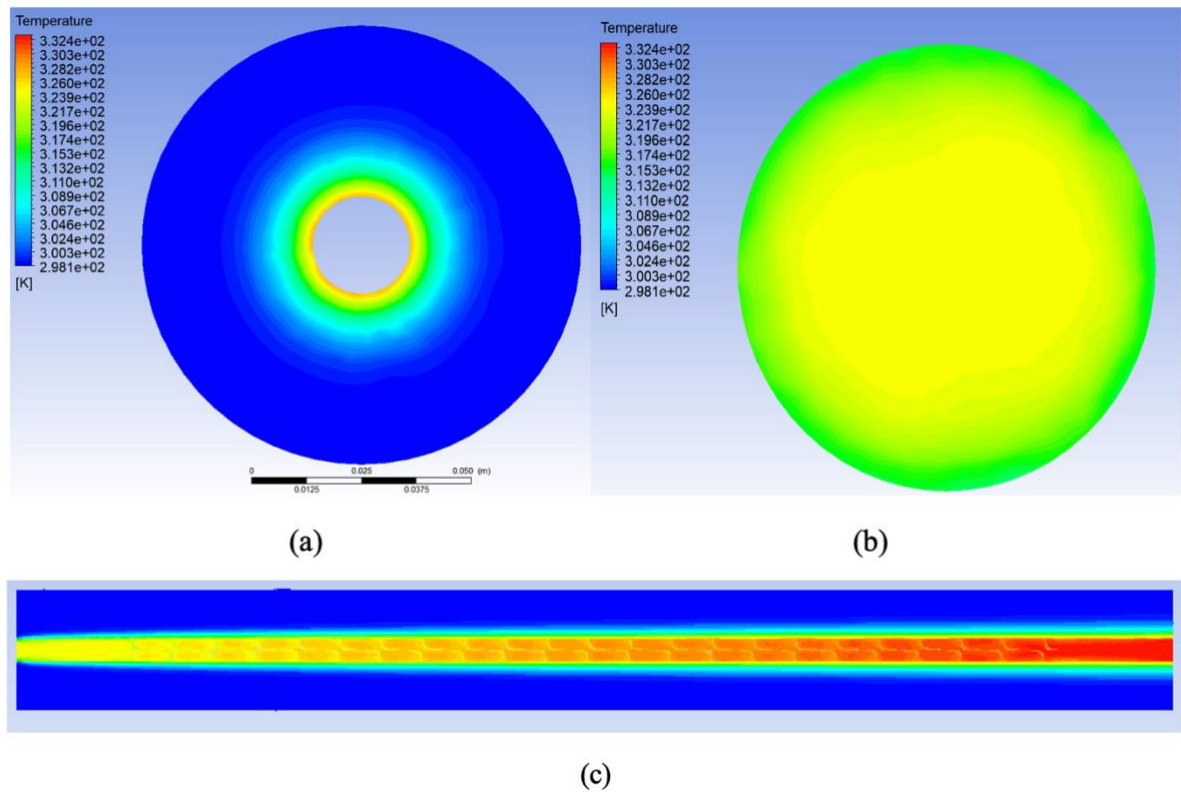 Temperature
3.324e+02
3.303e+02
3.282e+02
3.260e+02
3.239e+02
3.217e+02
3.196e+02
3.174e+02
3.153e+02
3.132e+02
3.110e+02
3.089e+02
3.067e+02
3.046e+02
3.024e+02
3.003e+02
2.981e+02
[K]
0 0.025 0.050 (m)
0.0125 0.0375
(a)
Temperature
3.324e+02
3.303e+02
3.282e+02
3.260e+02
3.239e+02
3.217e+02
3.196e+02
3.174e+02
3.153e+02
3.132e+02
3.110e+02
3.089e+02
3.067e+02
3.046e+02
3.024e+02
3.003e+02
2.981e+02
[K]
(b)
(c)